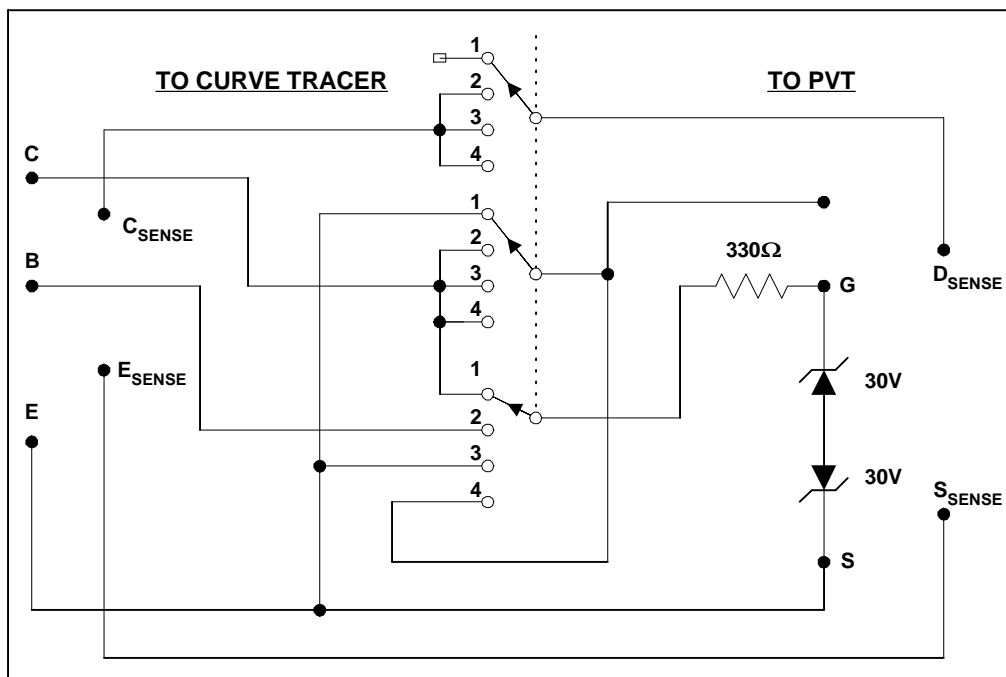 TO CURVE TRACER
TO PVT
1
2
3
4
C
C_SENSE
B
1
2
3
4
330Ω
G
D_SENSE
E_SENSE
E
1
2
3
4
30V
30V
S_SENSE
S